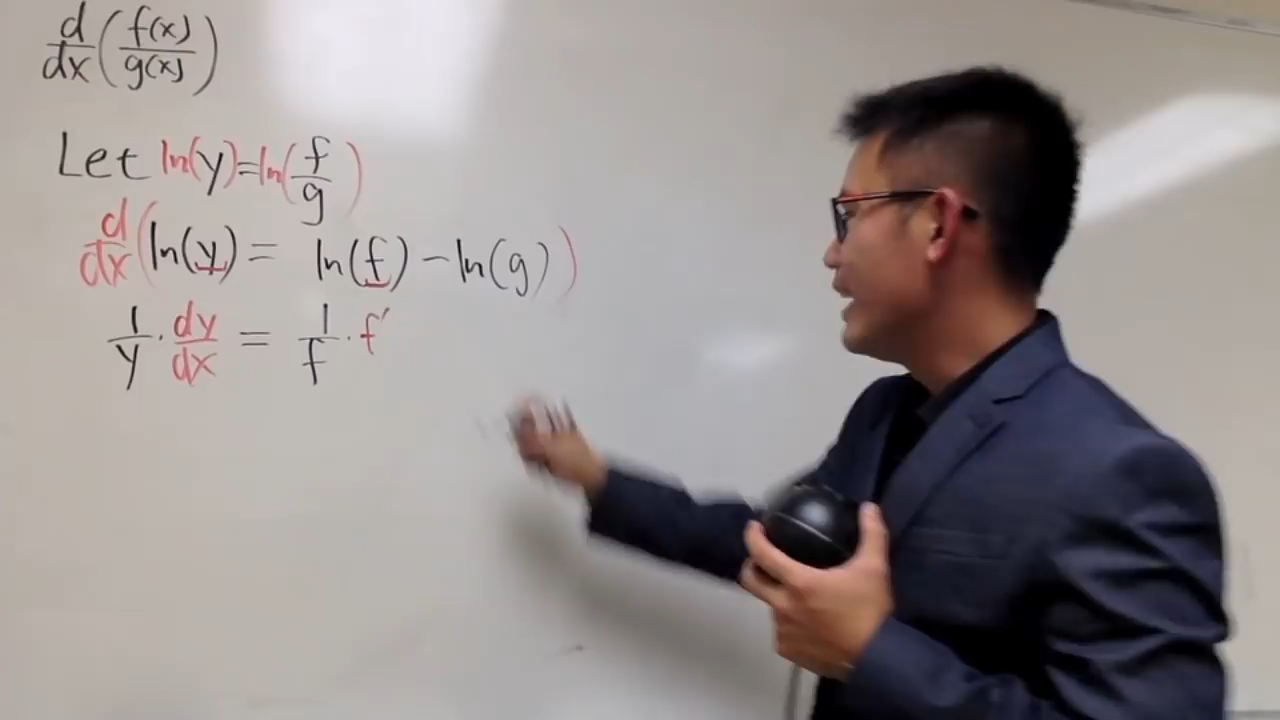 d/dx (f(x)/g(x))
Let ln(y)=ln(f/g)
d/dx (ln(y) = ln(f) - ln(g))
1/y · dy/dx = 1/f · f'